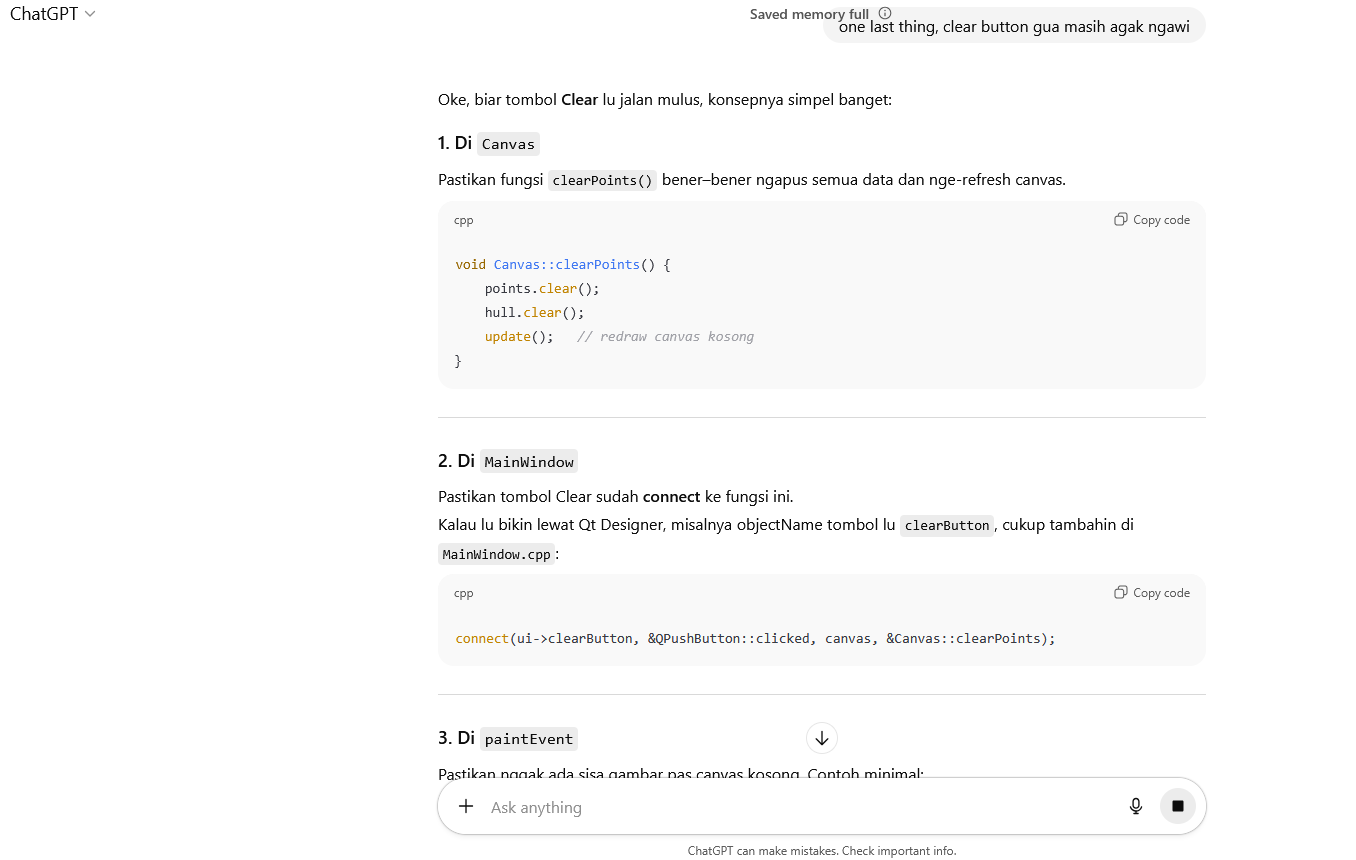 ChatGPT
Saved memory full
one last thing, clear button gua masih agak ngawi
Oke, biar tombol Clear lu jalan mulus, konsepnya simpel banget:
1. Di Canvas
Pastikan fungsi clearPoints() bener–bener ngapus semua data dan nge-refresh canvas.
cpp
Copy code
void Canvas::clearPoints() {
    points.clear();
    hull.clear();
    update();   // redraw canvas kosong
}
2. Di MainWindow
Pastikan tombol Clear sudah connect ke fungsi ini.
Kalau lu bikin lewat Qt Designer, misalnya objectName tombol lu clearButton, cukup tambahin di
MainWindow.cpp:
cpp
Copy code
connect(ui->clearButton, &QPushButton::clicked, canvas, &Canvas::clearPoints);
3. Di paintEvent
Pastikan nggak ada sisa gambar pas canvas kosong. Contoh minimal:
Ask anything
ChatGPT can make mistakes. Check important info.